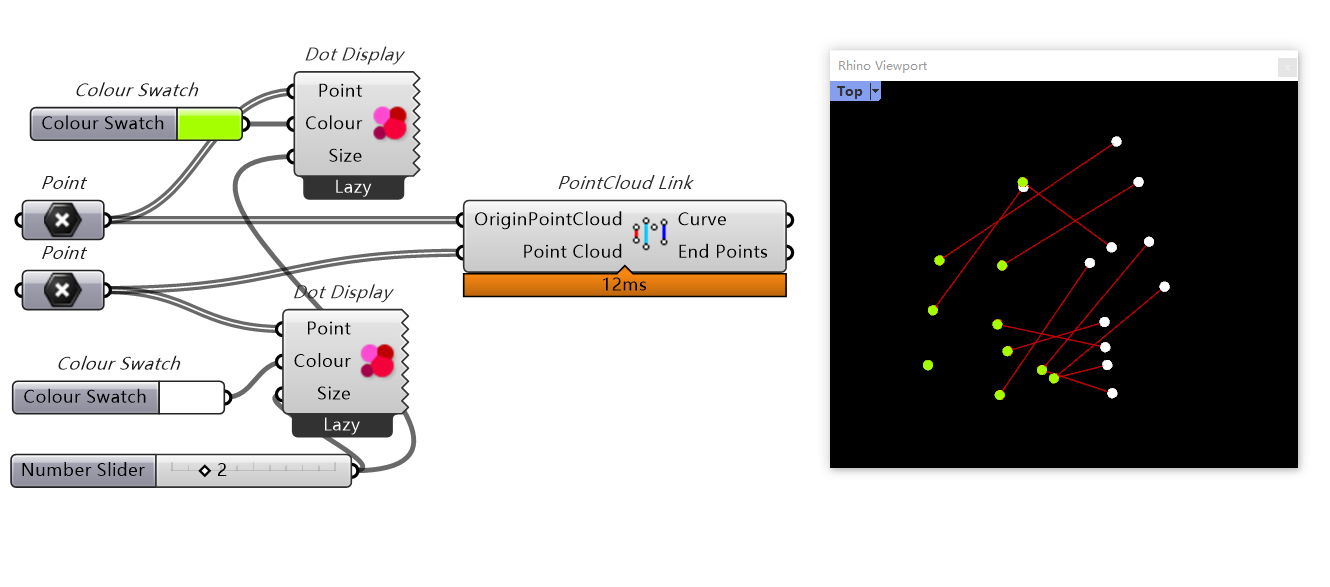 Dot Display
Colour Swatch
Point
Colour Swatch
Colour
Size
Lazy
Point
Point
PointCloud Link
OriginPointCloud
Curve
Point Cloud
End Points
12ms
Dot Display
Point
Colour Swatch
Colour
Colour Swatch
Size
Lazy
Number Slider
2
Rhino Viewport
x
Top